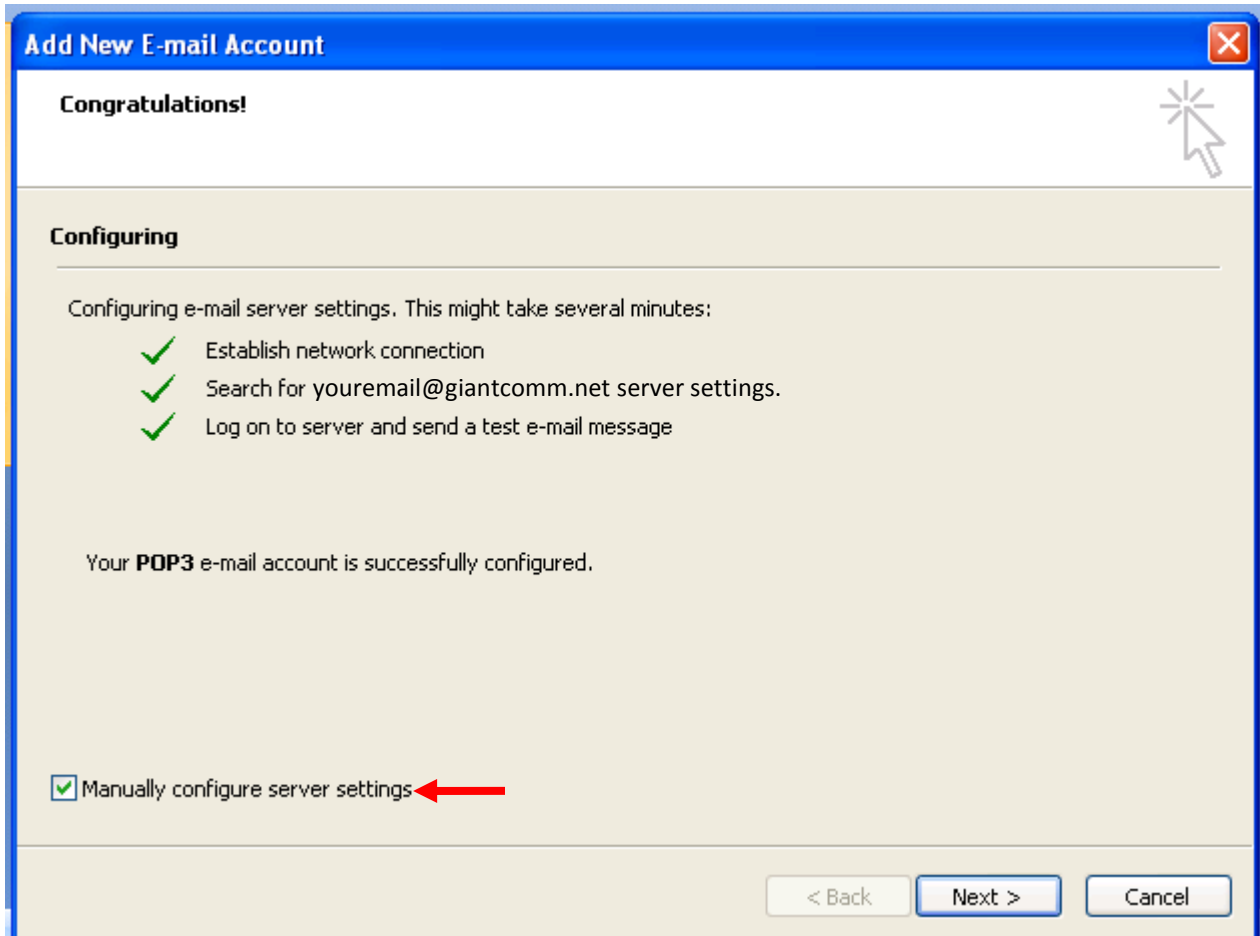 Add New E-mail Account
Congratulations!
Configuring
Configuring e-mail server settings. This might take several minutes:
Establish network connection
Search for youremail@giantcomm.net server settings.
Log on to server and send a test e-mail message
Your POP3 e-mail account is successfully configured.
Manually configure server settings
< Back Next > Cancel